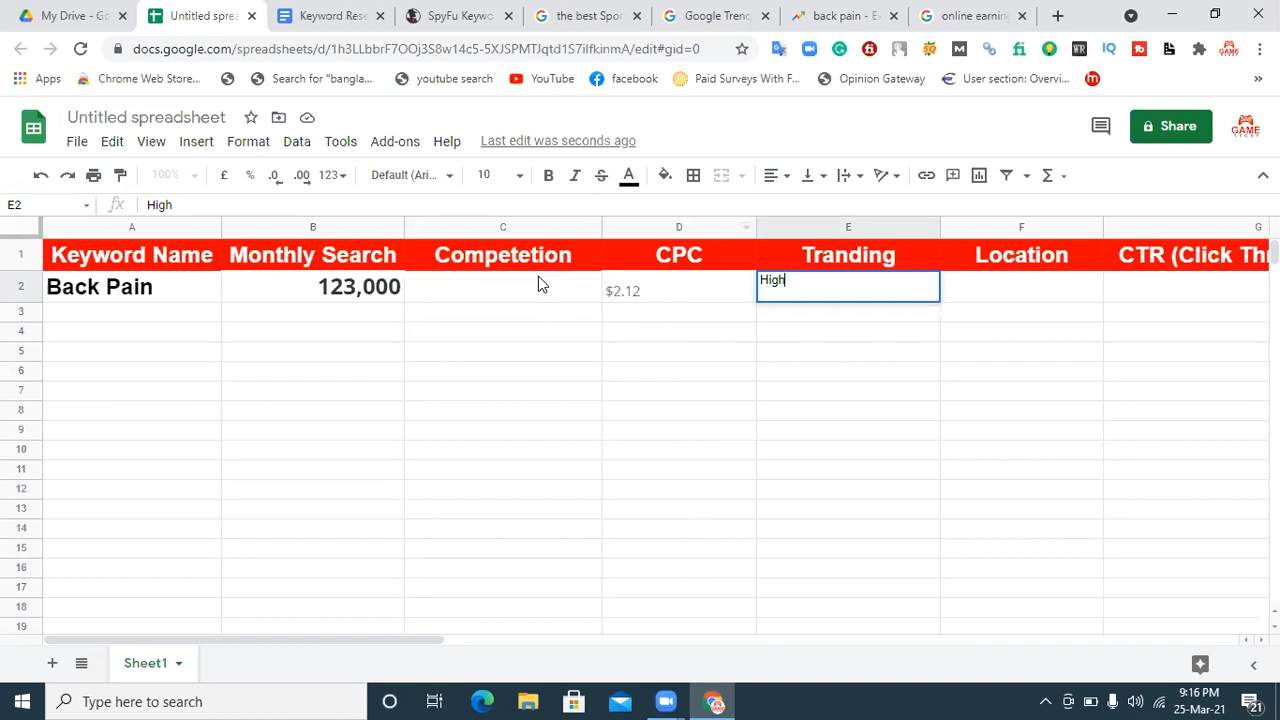 My Drive - G
Untitled sprea
Keyword Rese
SpyFu Keywo
the best Spor
Google Trend
back pain - E
online earnin
docs.google.com/spreadsheets/d/1h3LLbbrF7OOj3S8w14c5-5XJSPMTJqtd1S7iIfkinmA/edit#gid=0
Apps
Chrome Web Store...
Search for "bangla...
youtube search
YouTube
facebook
Paid Surveys With F...
Opinion Gateway
User section: Overvi...
»
Untitled spreadsheet
File Edit View Insert Format Data Tools Add-ons Help Last edit was seconds ago
Share
100% £ % .0 .00 123 Default (Ari... 10 B I S A Σ
E2 fx High
A B C D E F G
1 Keyword Name Monthly Search Competetion CPC Tranding Location CTR (Click Thr
2 Back Pain 123,000 $2.12 High
3
4
5
6
7
8
9
10
11
12
13
14
15
16
17
18
19
Sheet1
Type here to search
9:16 PM
25-Mar-21
21